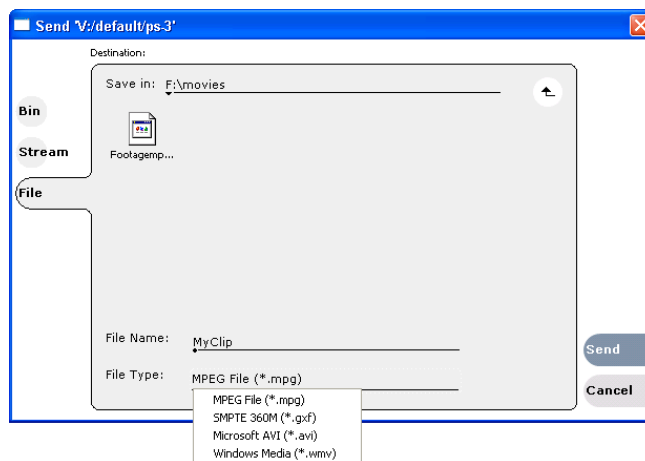 Send 'V:/default/ps-3'
Destination:
Save in: F:\movies
Bin
Footagemp...
Stream
File
File Name: MyClip
Send
File Type: MPEG File (*.mpg)
Cancel
MPEG File (*.mpg)
SMPTE 360M (*.gxf)
Microsoft AVI (*.avi)
Windows Media (*.wmv)